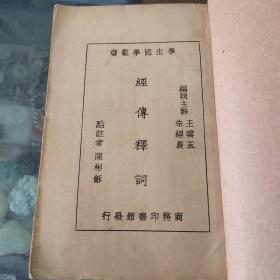 學生國學叢書
編輯主幹 王雲五
朱經農
經傳釋詞
點註者 陳彬龢
商務印書館發行